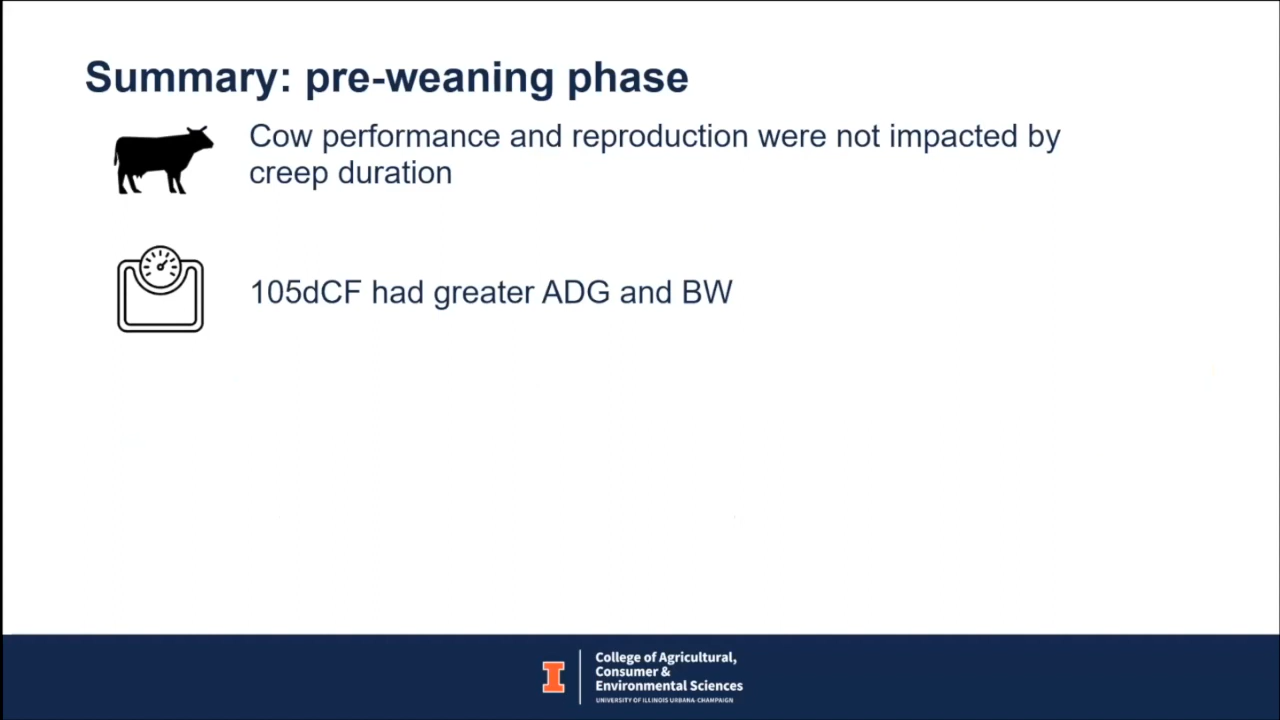 Summary: pre-weaning phase
Cow performance and reproduction were not impacted by
creep duration
105dCF had greater ADG and BW
I
College of Agricultural,
Consumer &
Environmental Sciences
UNIVERSITY OF ILLINOIS URBANA-CHAMPAIGN